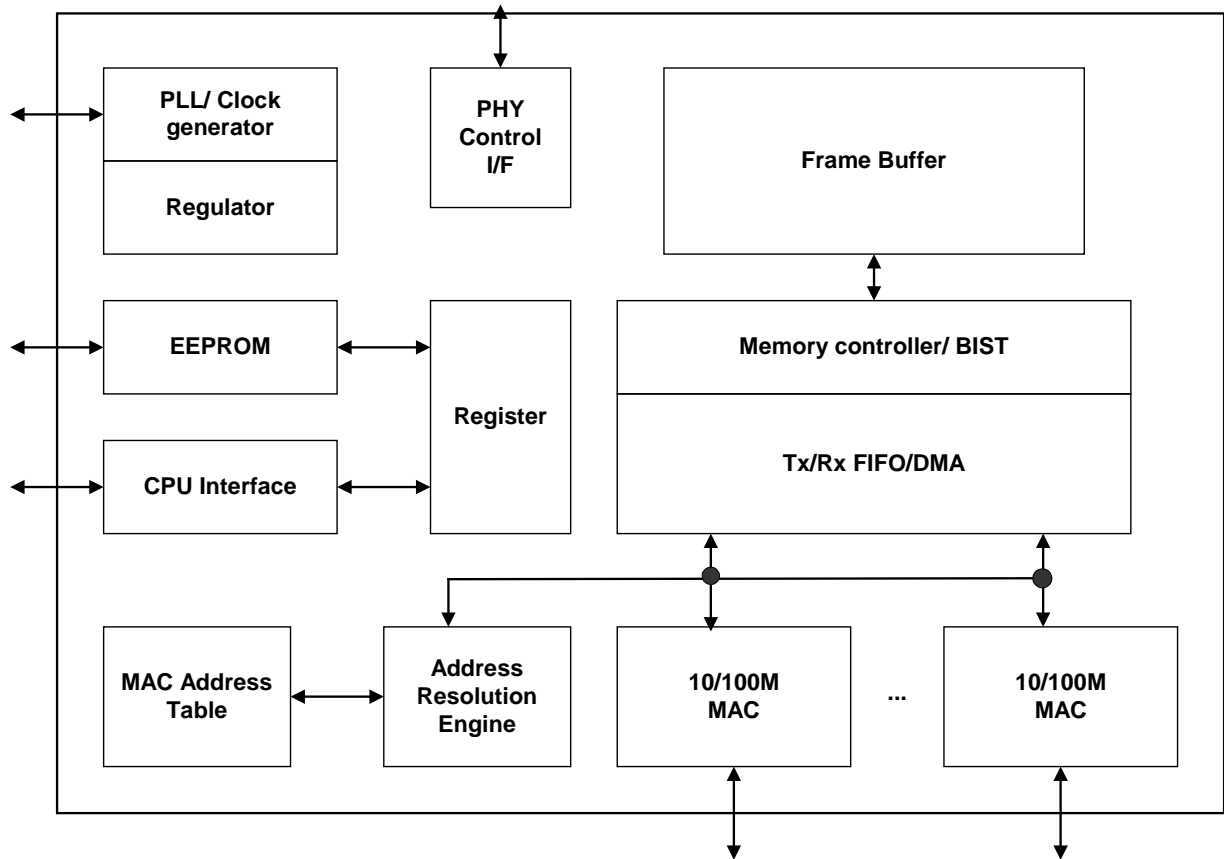 PLL/ Clock
generator
Regulator
PHY
Control
I/F
Frame Buffer
EEPROM
CPU Interface
Register
Memory controller/ BIST
Tx/Rx FIFO/DMA
MAC Address
Table
Address
Resolution
Engine
10/100M
MAC
...
10/100M
MAC